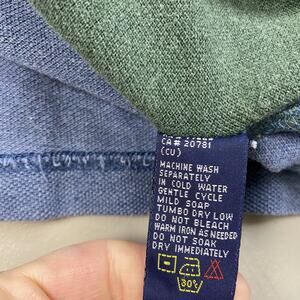 CA # 20781
(CU)
MACHINE WASH
SEPARATELY
IN COLD WATER
GENTLE CYCLE
MILD SOAP
TUMBO DRY LOW
DO NOT BLEACH
WARM IRON AS NEEDED
DO NOT SOAK
DRY IMMEDIATELY
30°